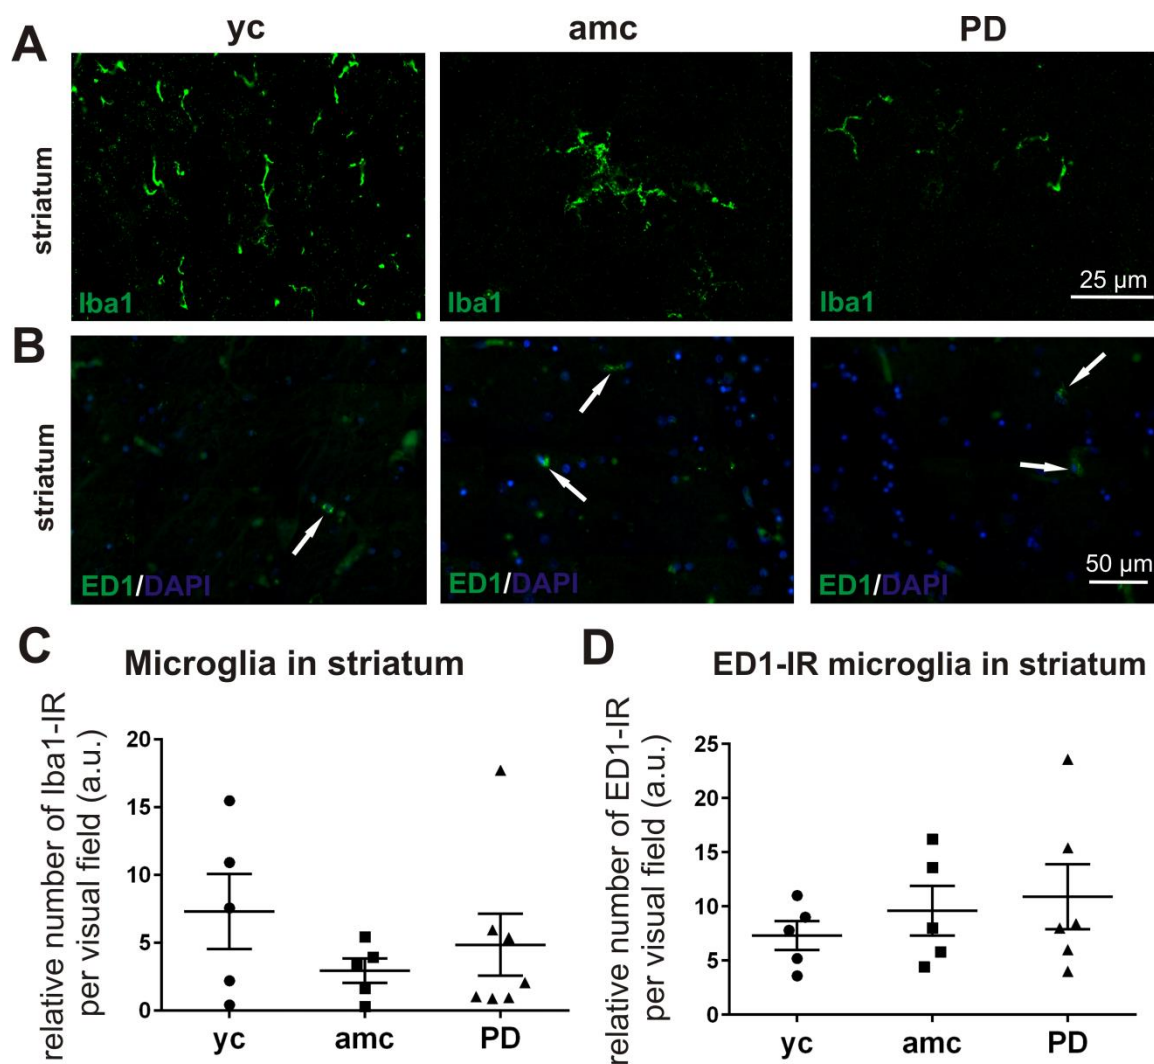 A
yc
amc
PD
striatum
Iba1
Iba1
Iba1
25 µm
B
striatum
ED1/DAPI
ED1/DAPI
ED1/DAPI
50 µm
C
Microglia in striatum
relative number of Iba1-IR
per visual field (a.u.)
20
15
10
5
0
yc
amc
PD
D
ED1-IR microglia in striatum
relative number of ED1-IR
per visual field (a.u.)
25
20
15
10
5
0
yc
amc
PD